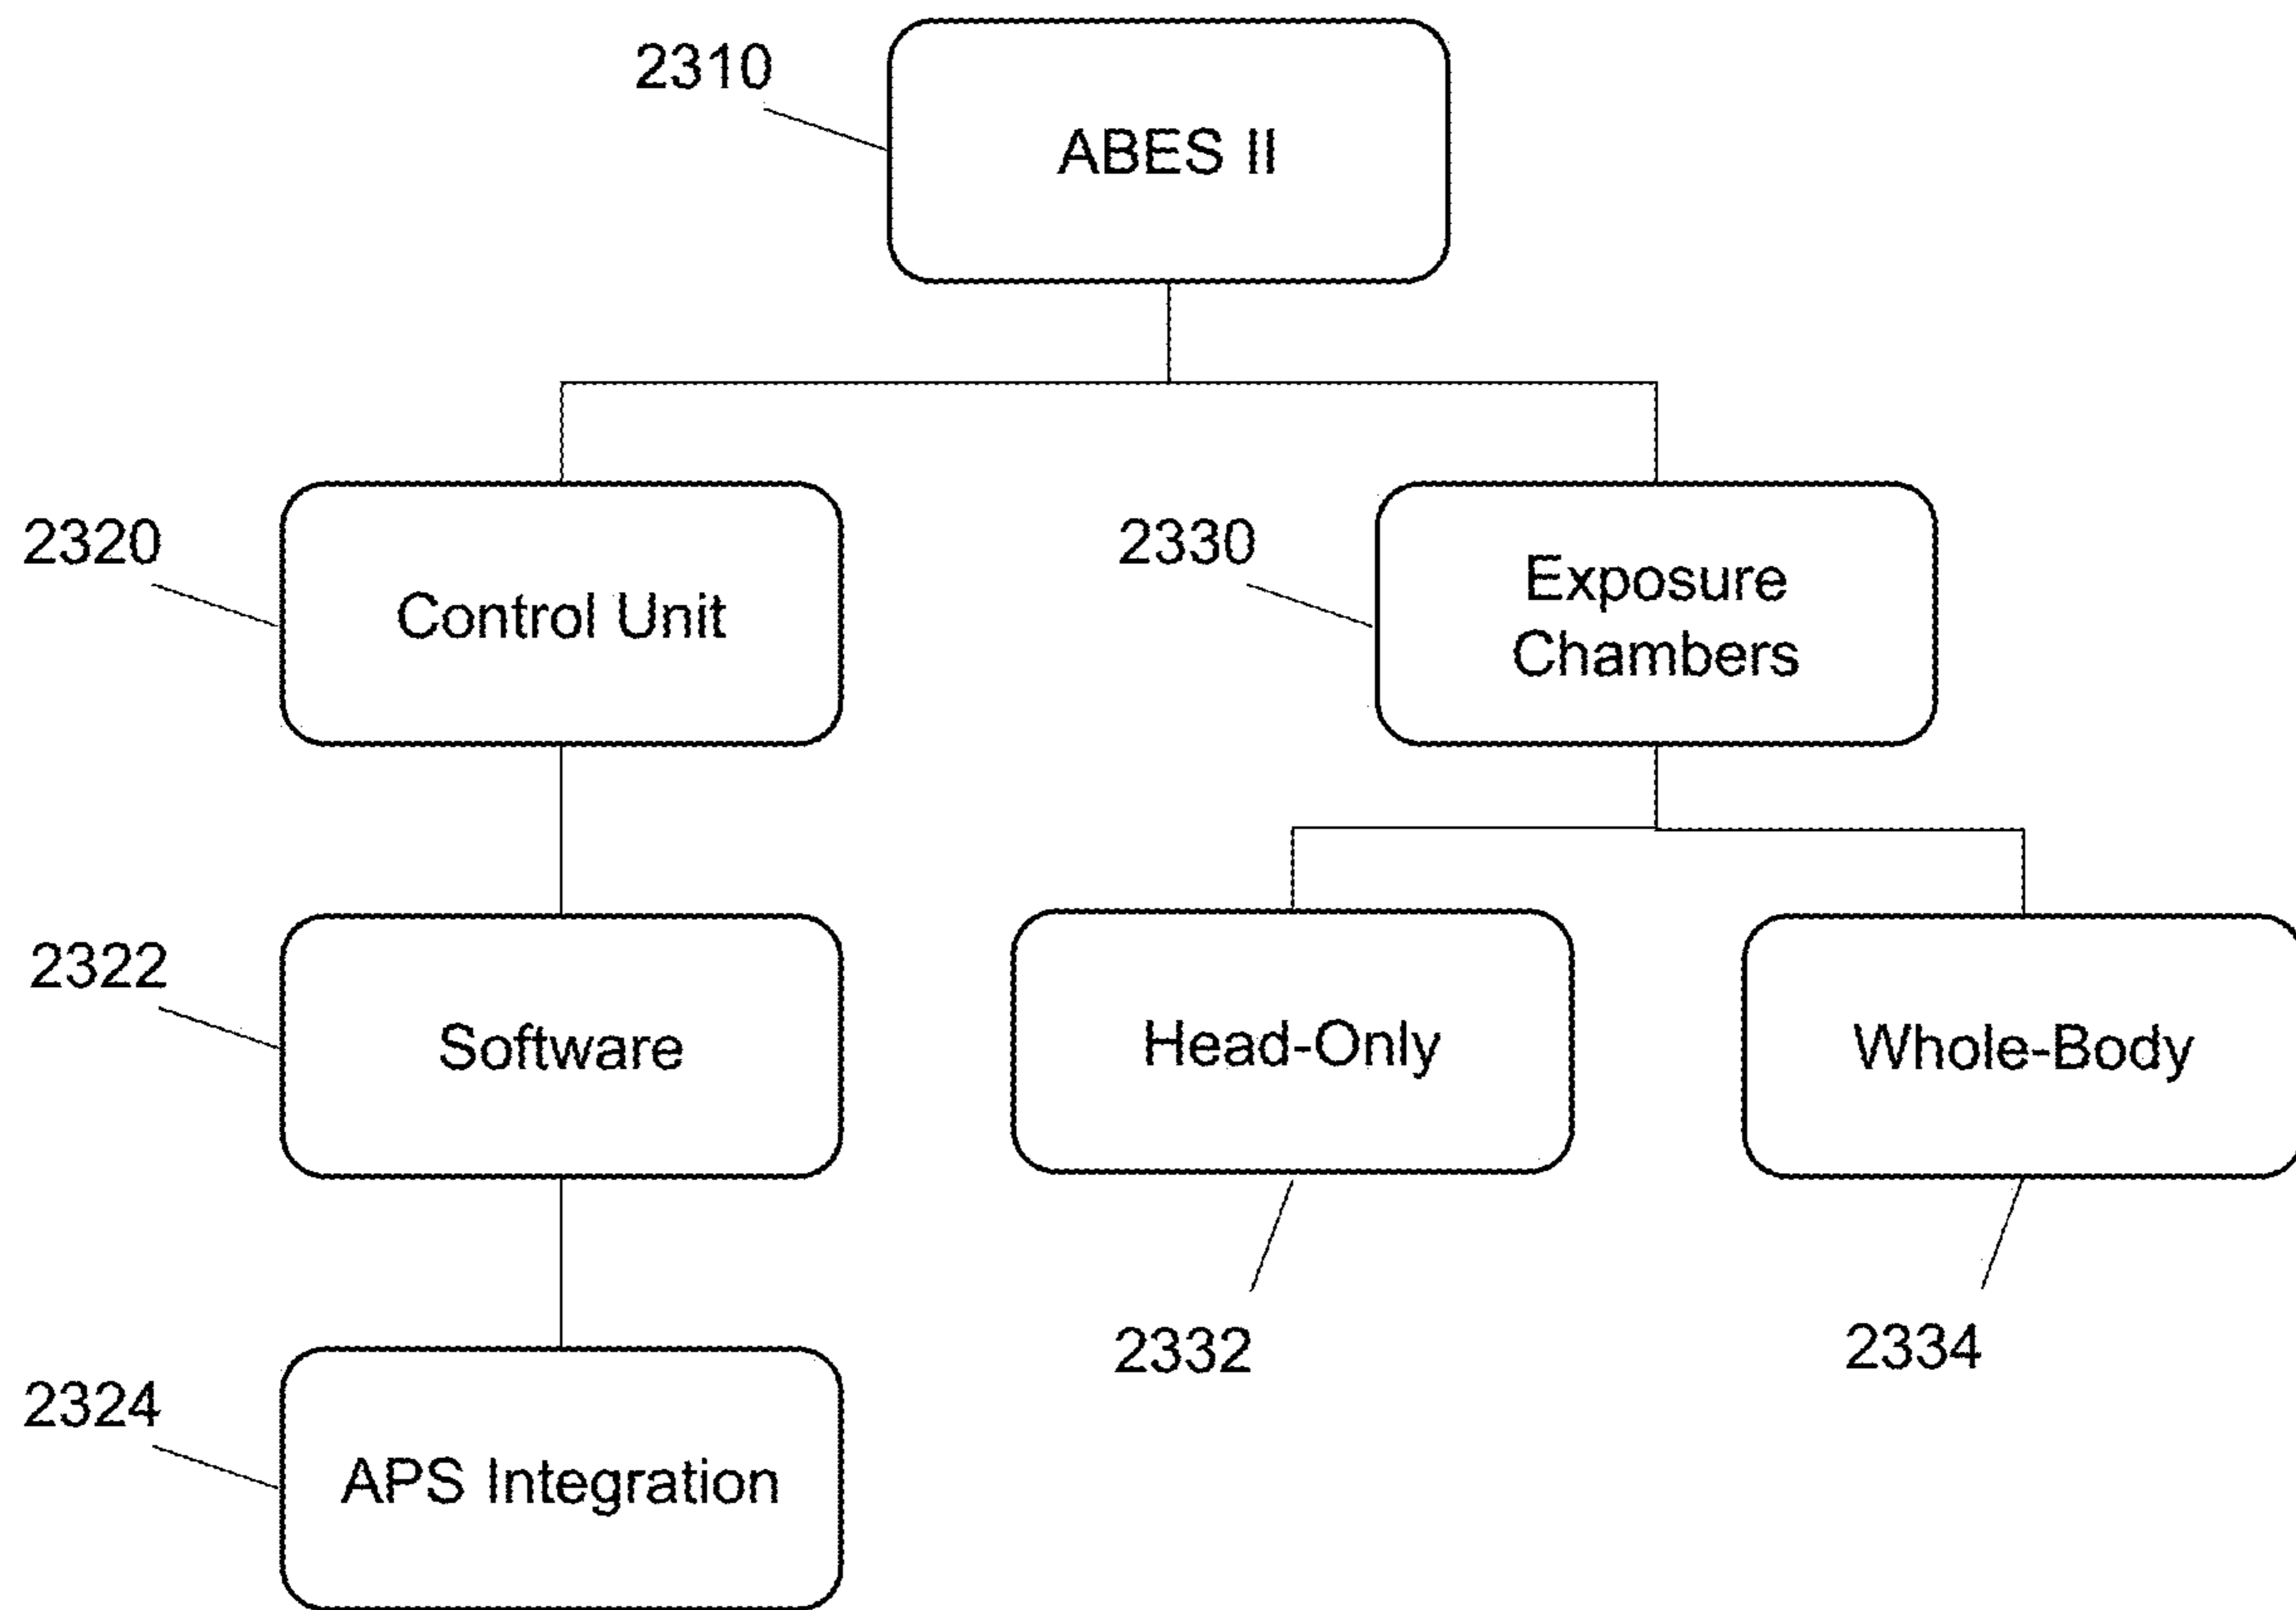 2310
ABES II
2320
Control Unit
2330
Exposure
Chambers
2322
Software
Head-Only
Whole-Body
2332
2334
2324
APS Integration